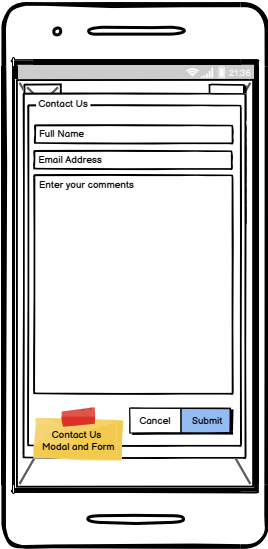 21:36
Contact Us
Full Name
Email Address
Enter your comments
Cancel
Submit
Contact Us
Modal and Form